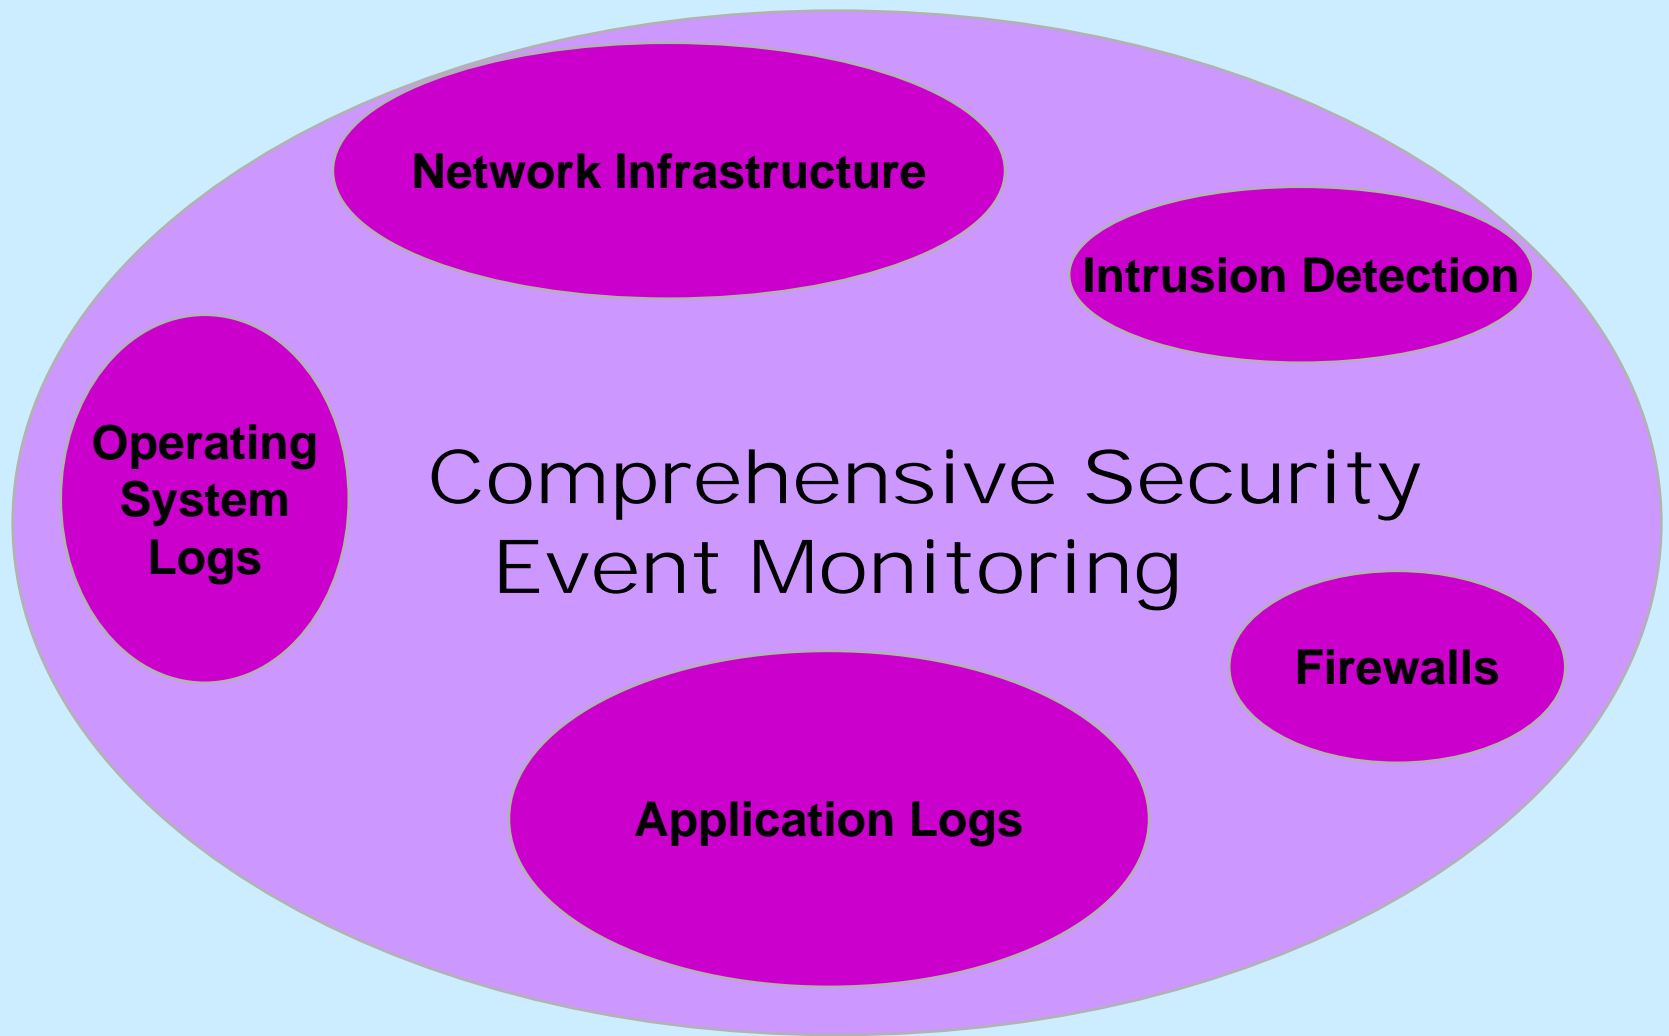 Network Infrastructure
Intrusion Detection
Operating
System
Logs
Comprehensive Security
Event Monitoring
Firewalls
Application Logs